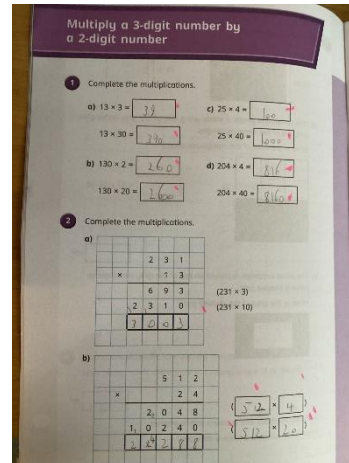 Multiply a 3-digit number by
a 2-digit number
1 Complete the multiplications.
a) 13 × 3 = 39
c) 25 × 4 = 100
13 × 30 = 390
25 × 40 = 1000
b) 130 × 2 = 260
d) 204 × 4 = 816
130 × 20 = 2600
204 × 40 = 8160
2 Complete the multiplications.
a)
2 3 1
× 1 3
6 9 3 (231 × 3)
2 3 1 0 (231 × 10)
3 0 0 3
b)
5 1 2
× 2 4
2, 0 4 8 ( 512 × 4 )
1, 0 2 4 0 ( 512 × 20 )
2 8 8